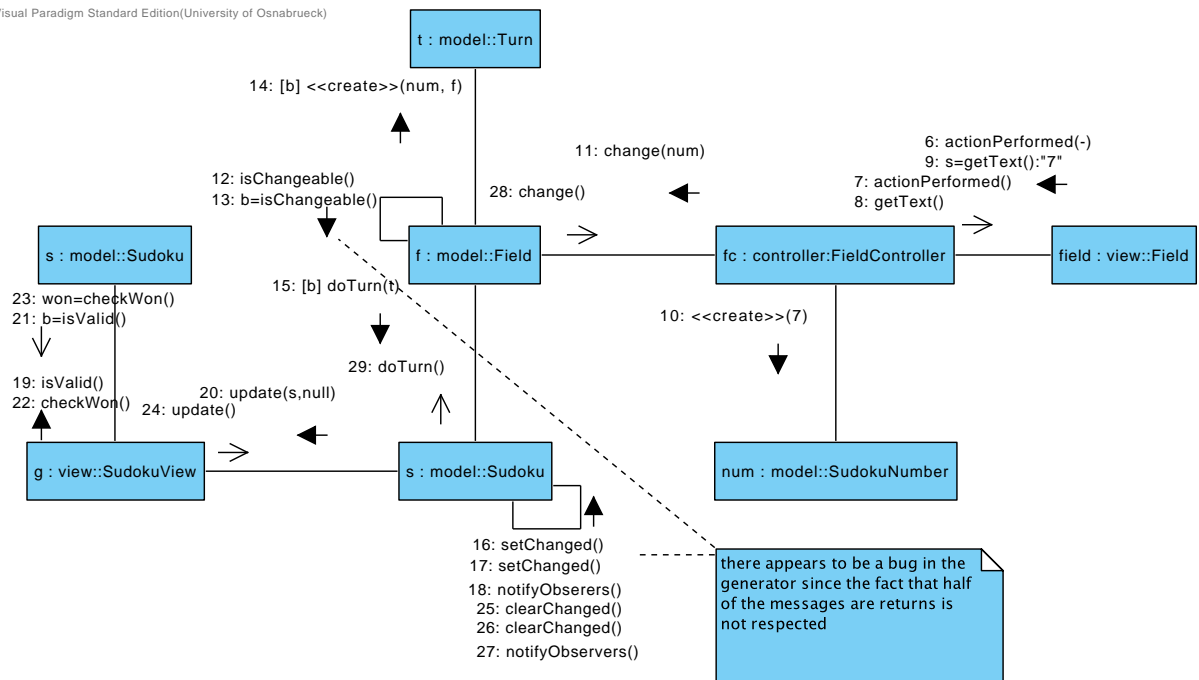 Visual Paradigm Standard Edition(University of Osnabrueck)
t : model::Turn
14: [b] <<create>>(num, f)
6: actionPerformed(-)
9: s=getText():"7"
11: change(num)
7: actionPerformed()
8: getText()
12: isChangeable()
13: b=isChangeable()
28: change()
s : model::Sudoku
f : model::Field
fc : controller:FieldController
field : view::Field
23: won=checkWon()
21: b=isValid()
15: [b] doTurn(t)
10: <<create>>(7)
29: doTurn()
19: isValid()
22: checkWon()
20: update(s,null)
24: update()
g : view::SudokuView
s : model::Sudoku
num : model::SudokuNumber
16: setChanged()
17: setChanged()
18: notifyObserers()
25: clearChanged()
26: clearChanged()
27: notifyObservers()
there appears to be a bug in the
generator since the fact that half
of the messages are returns is
not respected